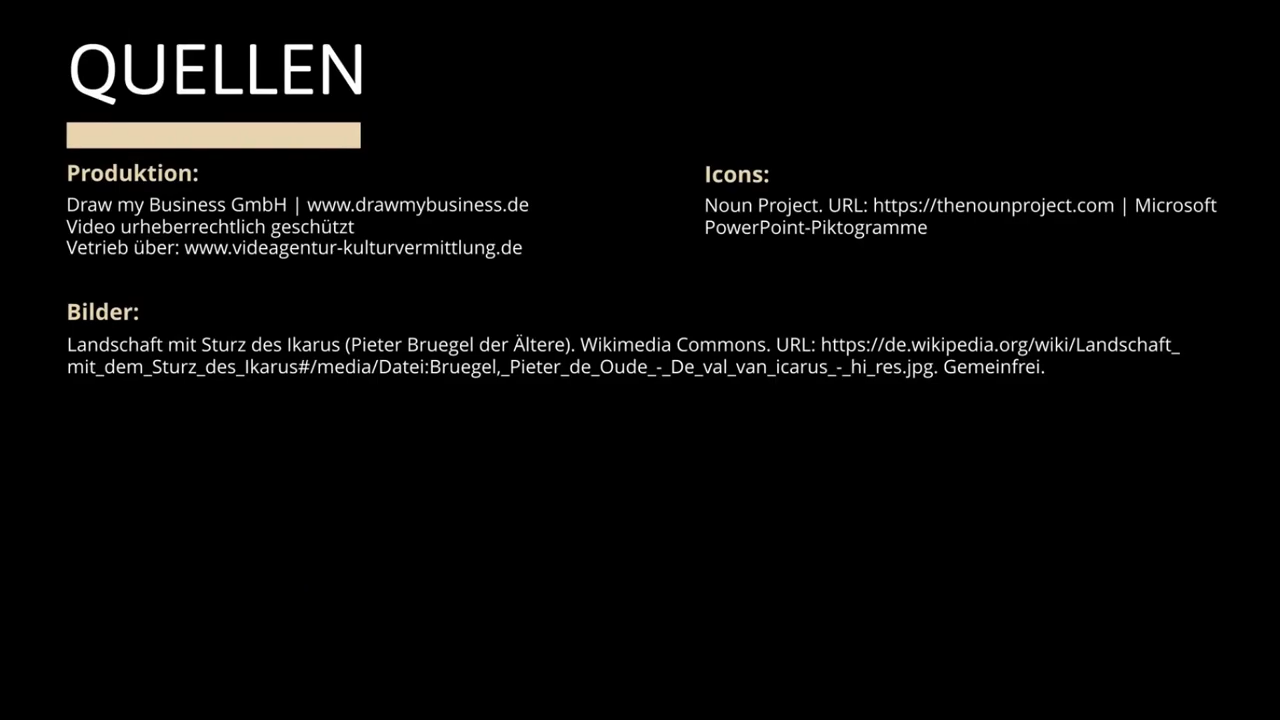 QUELLEN
Produktion:
Draw my Business GmbH | www.drawmybusiness.de
Video urheberrechtlich geschützt
Vetrieb über: www.videagentur-kulturvermittlung.de
Icons:
Noun Project. URL: https://thenounproject.com | Microsoft
PowerPoint-Piktogramme
Bilder:
Landschaft mit Sturz des Ikarus (Pieter Bruegel der Ältere). Wikimedia Commons. URL: https://de.wikipedia.org/wiki/Landschaft_
mit_dem_Sturz_des_Ikarus#/media/Datei:Bruegel,_Pieter_de_Oude_-_De_val_van_icarus_-_hi_res.jpg. Gemeinfrei.